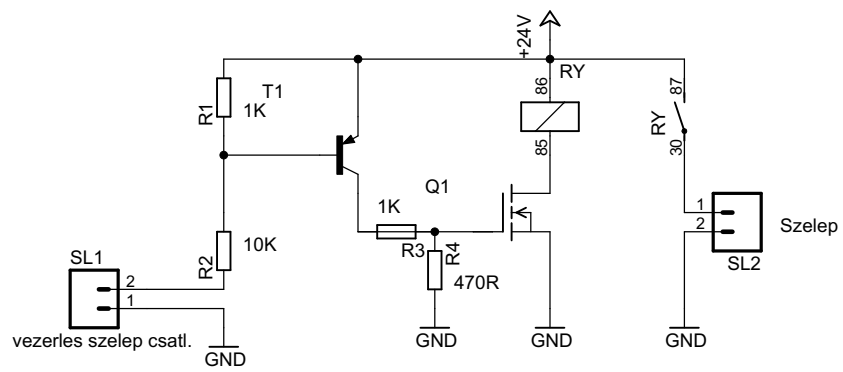 +24V
86
RY
87
T1
R1
1K
RY
85
30
Q1
1K
1
2
Szelep
SL2
R2
10K
R3
R4
470R
SL1
2
1
vezerles szelep csatl.
GND
GND
GND
GND